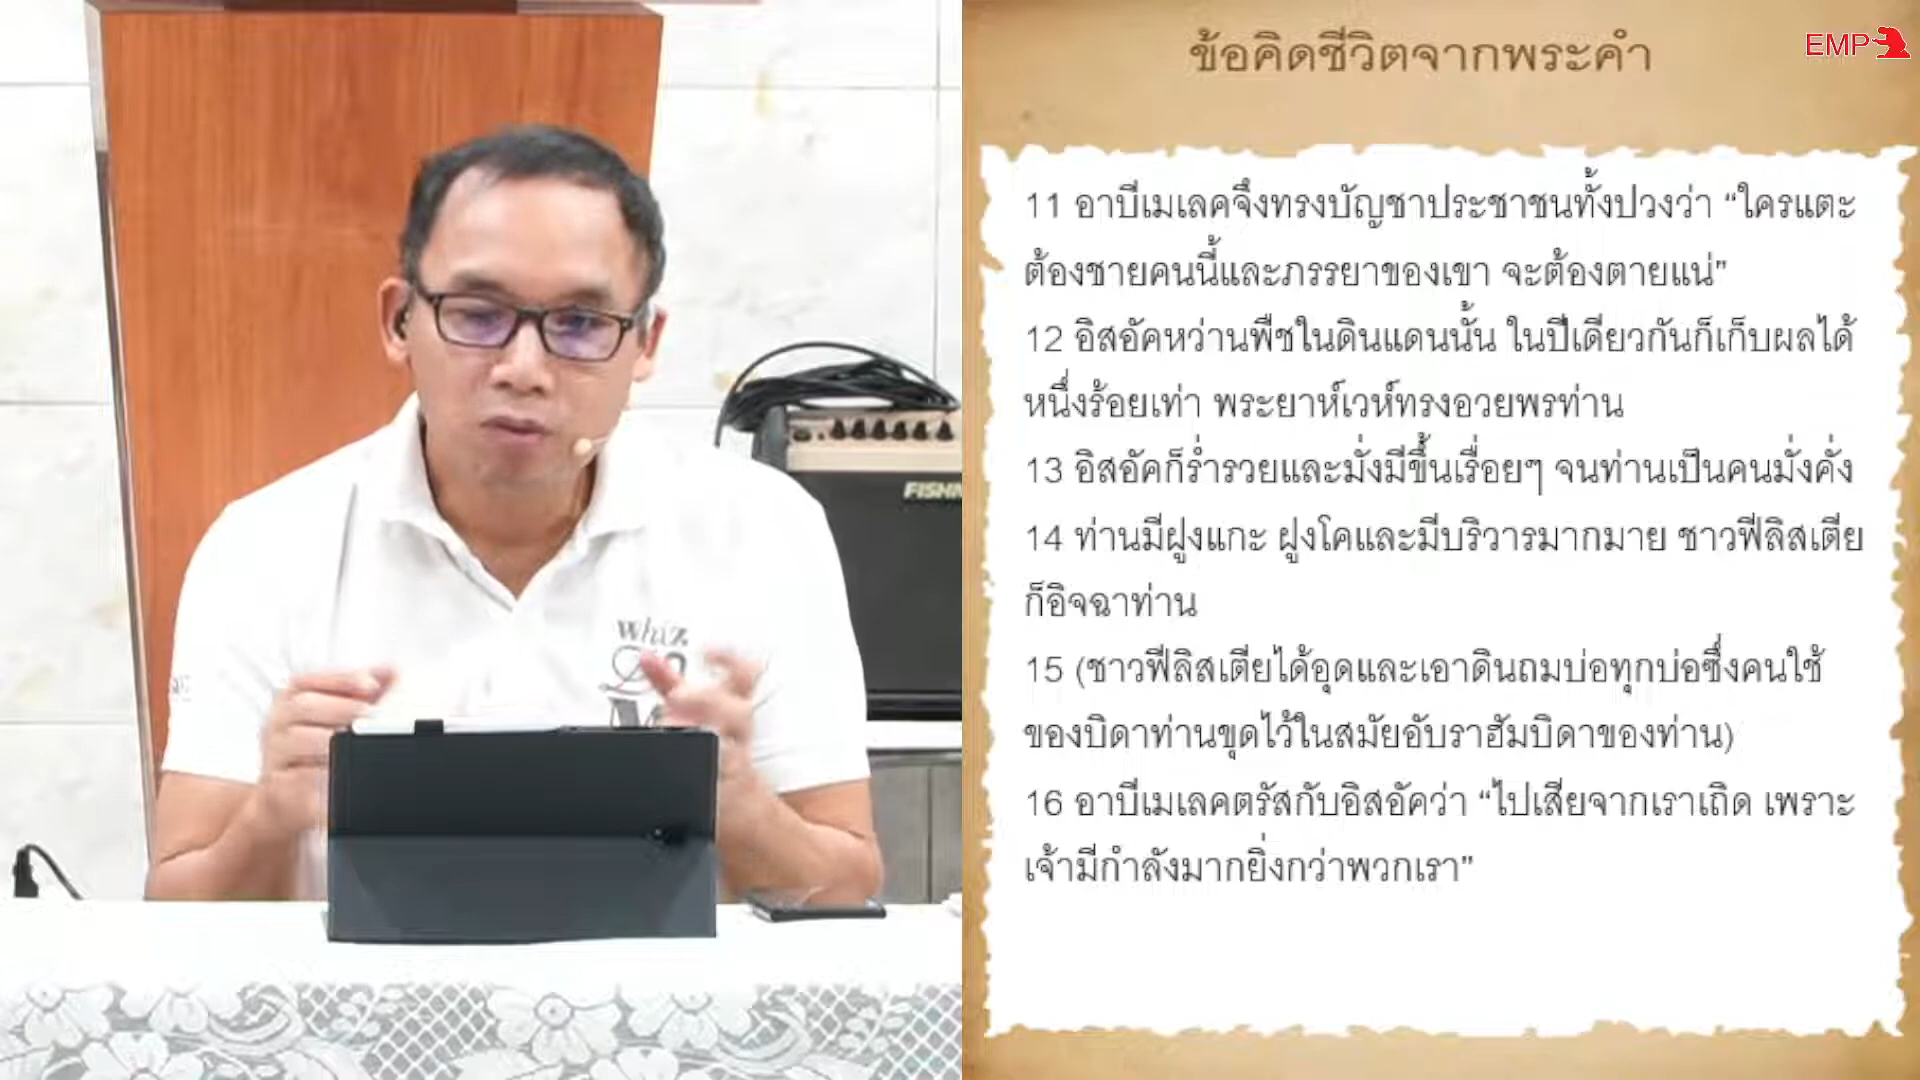 ข้อคิดชีวิตจากพระคำ
EMP
11 อาบีเมเลคจึงทรงบัญชาประชาชนทั้งปวงว่า “ใครแตะ
ต้องชายคนนี้และภรรยาของเขา จะต้องตายแน่”
12 อิสอัคหว่านพืชในดินแดนนั้น ในปีเดียวกันก็เก็บผลได้
หนึ่งร้อยเท่า พระยาห์เวห์ทรงอวยพรท่าน
13 อิสอัคก็ร่ำรวยและมั่งมีขึ้นเรื่อยๆ จนท่านเป็นคนมั่งคั่ง
14 ท่านมีฝูงแกะ ฝูงโคและมีบริวารมากมาย ชาวฟีลิสเตีย
ก็อิจฉาท่าน
15 (ชาวฟีลิสเตียได้อุดและเอาดินถมบ่อทุกบ่อซึ่งคนใช้
ของบิดาท่านขุดไว้ในสมัยอับราฮัมบิดาของท่าน)
16 อาบีเมเลคตรัสกับอิสอัคว่า “ไปเสียจากเราเถิด เพราะ
เจ้ามีกำลังมากยิ่งกว่าพวกเรา”
whiz